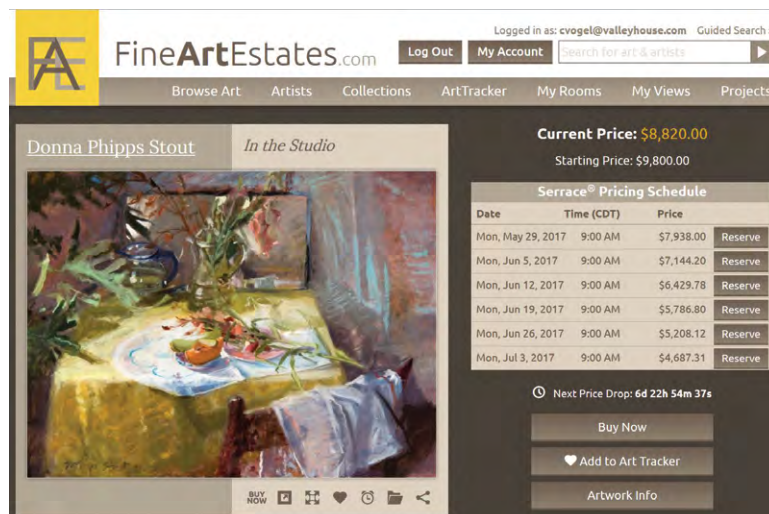 Logged in as: cvogel@valleyhouse.com Guided Search
FAE
FineArtEstates.com
Log Out
My Account
Search for art & artists
Browse Art
Artists
Collections
ArtTracker
My Rooms
My Views
Projects
Donna Phipps Stout
In the Studio
BUY NOW
Current Price: $8,820.00
Starting Price: $9,800.00
Serrace® Pricing Schedule
Date Time (CDT) Price
Mon, May 29, 2017 9:00 AM $7,938.00 Reserve
Mon, Jun 5, 2017 9:00 AM $7,144.20 Reserve
Mon, Jun 12, 2017 9:00 AM $6,429.78 Reserve
Mon, Jun 19, 2017 9:00 AM $5,786.80 Reserve
Mon, Jun 26, 2017 9:00 AM $5,208.12 Reserve
Mon, Jul 3, 2017 9:00 AM $4,687.31 Reserve
Next Price Drop: 6d 22h 54m 37s
Buy Now
Add to Art Tracker
Artwork Info